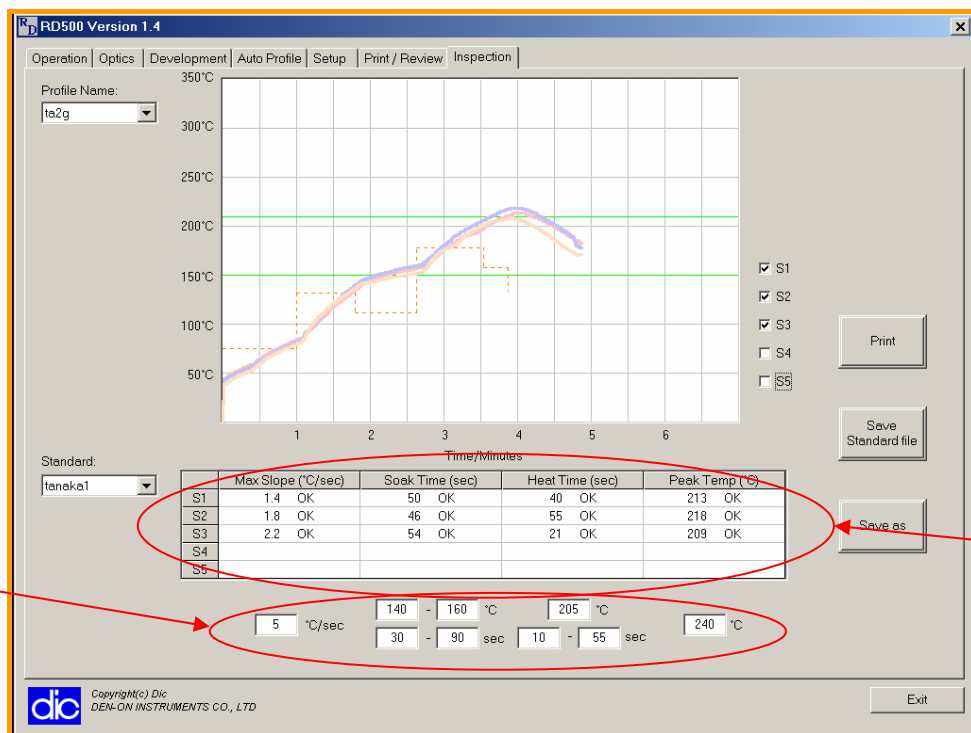 RD RD500 Version 1.4
Operation Optics Development Auto Profile Setup Print / Review Inspection
Profile Name:
ta2g
350°C
300°C
250°C
200°C
150°C
100°C
50°C
1 2 3 4 5 6
Time/Minutes
S1
S2
S3
S4
S5
Print
Save
Standard file
Save as
Standard:
tanaka1
Max Slope (°C/sec) Soak Time (sec) Heat Time (sec) Peak Temp (°C)
S1 1.4 OK 50 OK 40 OK 213 OK
S2 1.8 OK 46 OK 55 OK 218 OK
S3 2.2 OK 54 OK 21 OK 209 OK
S4
S5
5 °C/sec
140 - 160 °C
30 - 90 sec
205 °C
10 - 55 sec
240 °C
dic
Copyright(c) Dic
DEN-ON INSTRUMENTS CO., LTD
Exit